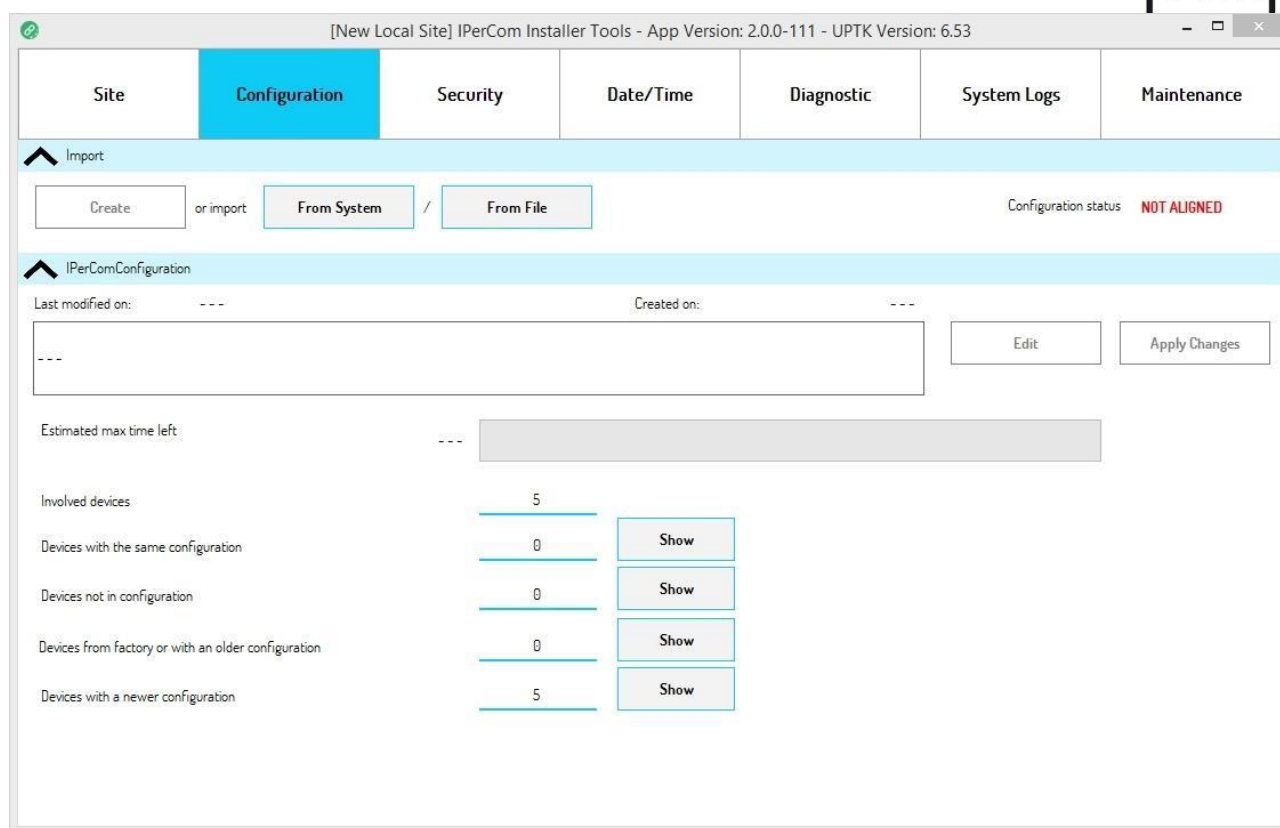 [New Local Site] IPerCom Installer Tools - App Version: 2.0.0-111 - UPTK Version: 6.53
Site Configuration Security Date/Time Diagnostic System Logs Maintenance
Import
Create or import From System / From File Configuration status NOT ALIGNED
IPerComConfiguration
Last modified on: --- Created on: ---
--- Edit Apply Changes
Estimated max time left ---
Involved devices 5
Devices with the same configuration 0 Show
Devices not in configuration 0 Show
Devices from factory or with an older configuration 0 Show
Devices with a newer configuration 5 Show